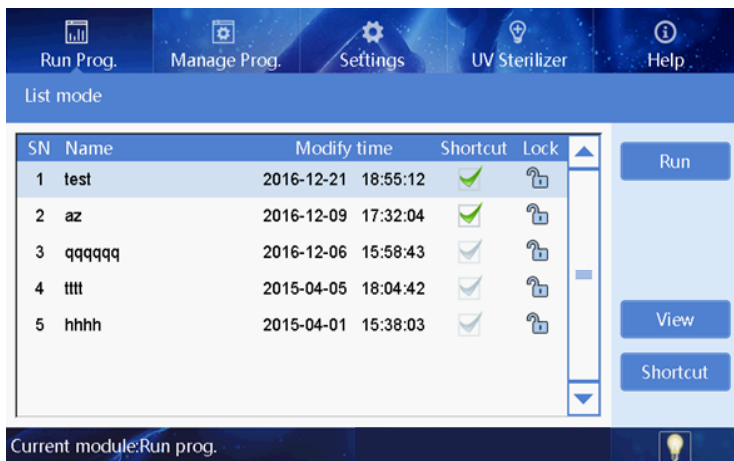 Run Prog. Manage Prog. Settings UV Sterilizer Help
List mode
SN Name Modify time Shortcut Lock
Run
1 test 2016-12-21 18:55:12
2 az 2016-12-09 17:32:04
3 qqqqqq 2016-12-06 15:58:43
4 tttt 2015-04-05 18:04:42
5 hhhh 2015-04-01 15:38:03
View
Shortcut
Current module:Run prog.